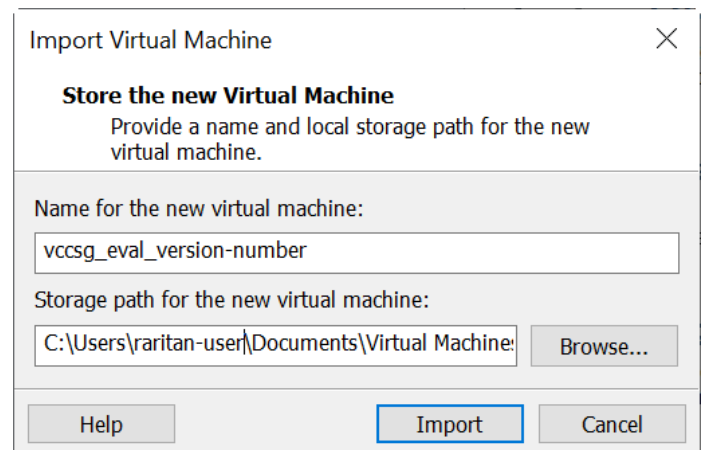 Import Virtual Machine
Store the new Virtual Machine
Provide a name and local storage path for the new
virtual machine.
Name for the new virtual machine:
vccsg_eval_version-number
Storage path for the new virtual machine:
C:\Users\raritan-user\Documents\Virtual Machines
Browse...
Help
Import
Cancel